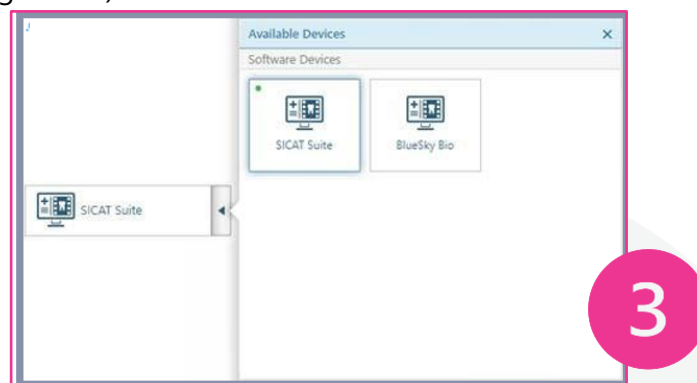 Available Devices
Software Devices
SICAT Suite
BlueSky Bio
SICAT Suite
3